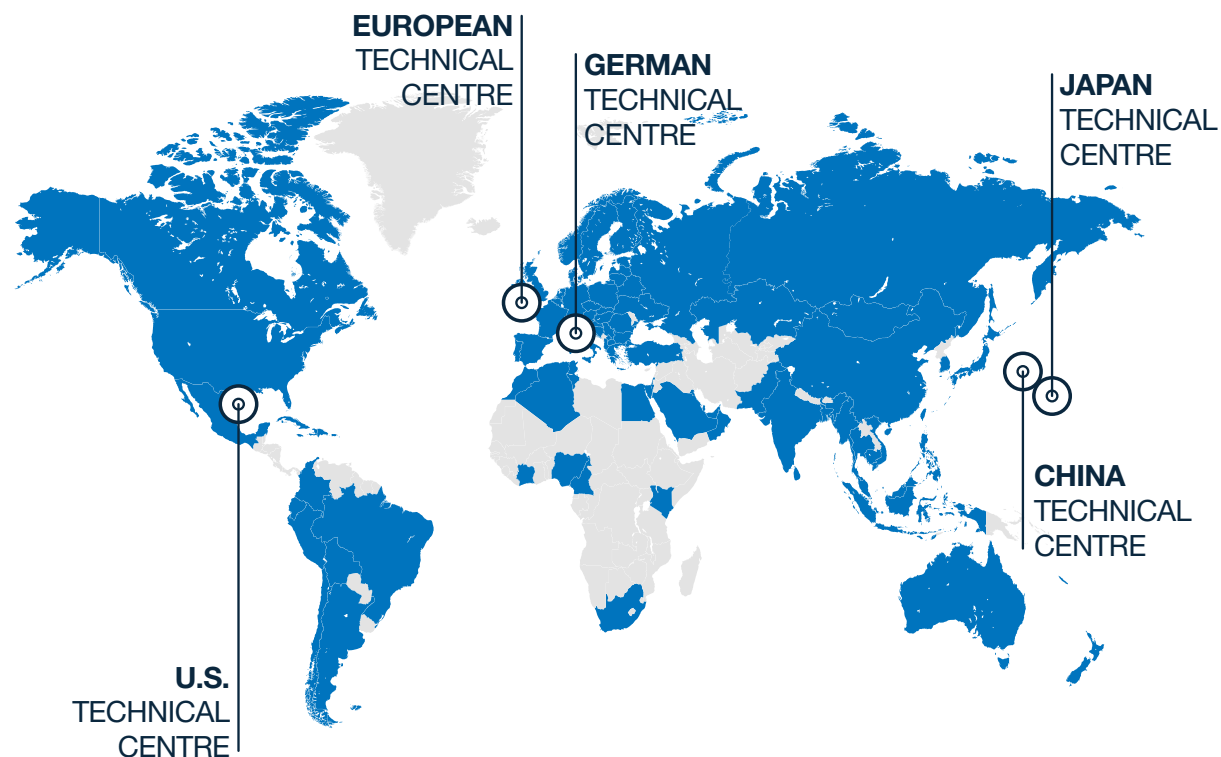 EUROPEAN
TECHNICAL
CENTRE
GERMAN
TECHNICAL
CENTRE
JAPAN
TECHNICAL
CENTRE
CHINA
TECHNICAL
CENTRE
U.S.
TECHNICAL
CENTRE